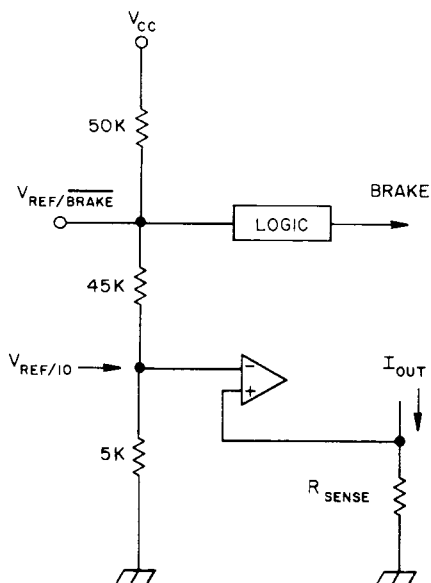 VCC
50K
VREF/BRAKE
LOGIC
BRAKE
45K
VREF/10
−
+
IOUT
5K
RSENSE